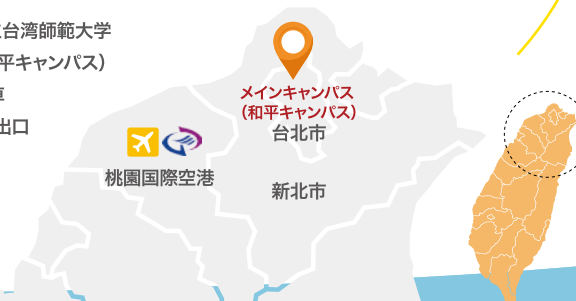 台湾師範大学
平キャンパス）
車
出口
メインキャンパス
（和平キャンパス）
台北市
桃園国際空港
新北市